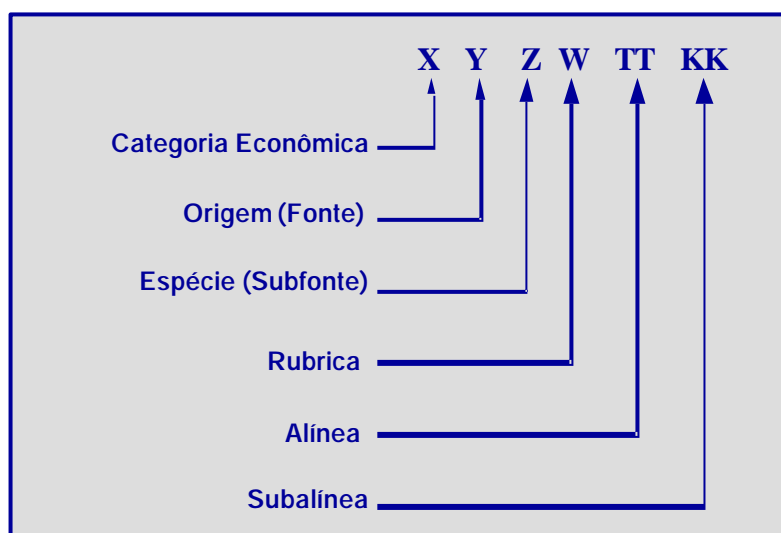 X Y Z W TT KK
Categoria Econômica
Origem (Fonte)
Espécie (Subfonte)
Rubrica
Alínea
Subalínea